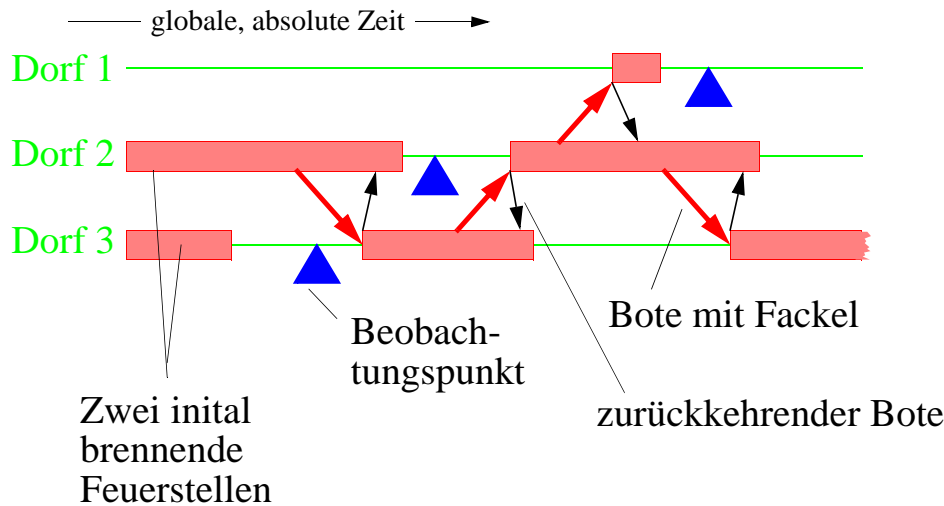 globale, absolute Zeit
Dorf 1
Dorf 2
Dorf 3
Beobach-
tungspunkt
Bote mit Fackel
zurückkehrender Bote
Zwei inital
brennende
Feuerstellen